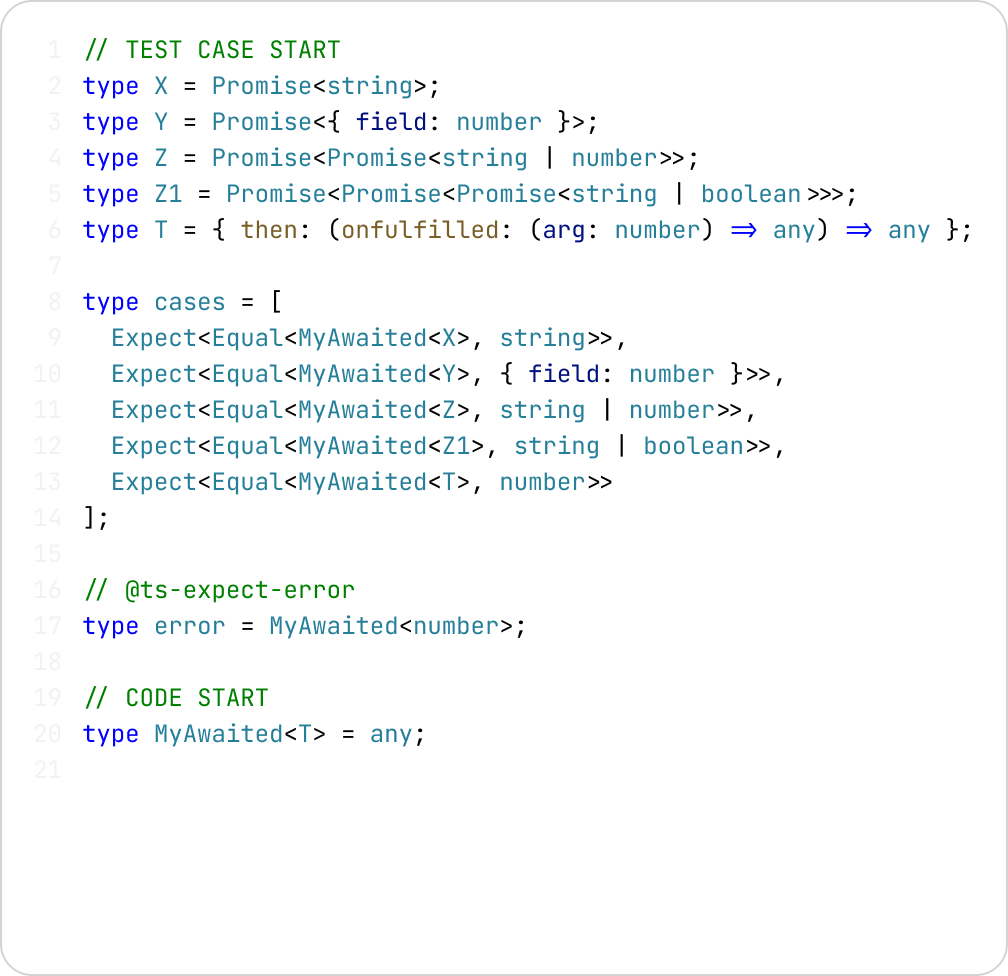 1 // TEST CASE START
2 type X = Promise<string>;
3 type Y = Promise<{ field: number }>;
4 type Z = Promise<Promise<string | number>>;
5 type Z1 = Promise<Promise<Promise<string | boolean>>>;
6 type T = { then: (onfulfilled: (arg: number) => any) => any };
7
8 type cases = [
9   Expect<Equal<MyAwaited<X>, string>>,
10   Expect<Equal<MyAwaited<Y>, { field: number }>>,
11   Expect<Equal<MyAwaited<Z>, string | number>>,
12   Expect<Equal<MyAwaited<Z1>, string | boolean>>,
13   Expect<Equal<MyAwaited<T>, number>>
14 ];
15
16 // @ts-expect-error
17 type error = MyAwaited<number>;
18
19 // CODE START
20 type MyAwaited<T> = any;
21